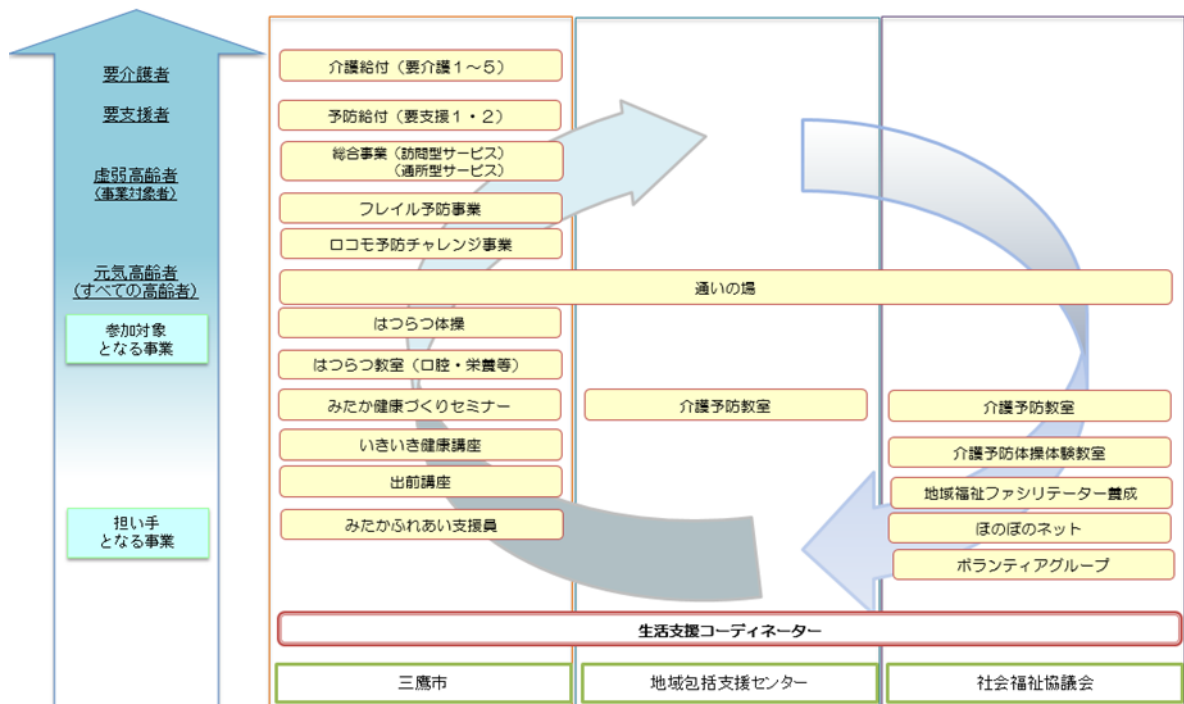 要介護者
要支援者
虚弱高齢者
(事業対象者)
元気高齢者
(すべての高齢者)
参加対象
となる事業
担い手
となる事業
介護給付（要介護１～５）
予防給付（要支援１・２）
総合事業（訪問型サービス）
（通所型サービス）
フレイル予防事業
ロコモ予防チャレンジ事業
通いの場
はつらつ体操
はつらつ教室（口腔・栄養等）
みたか健康づくりセミナー
いきいき健康講座
出前講座
みたかふれあい支援員
介護予防教室
介護予防教室
介護予防体操体験教室
地域福祉ファシリテーター養成
ほのぼのネット
ボランティアグループ
生活支援コーディネーター
三鷹市
地域包括支援センター
社会福祉協議会